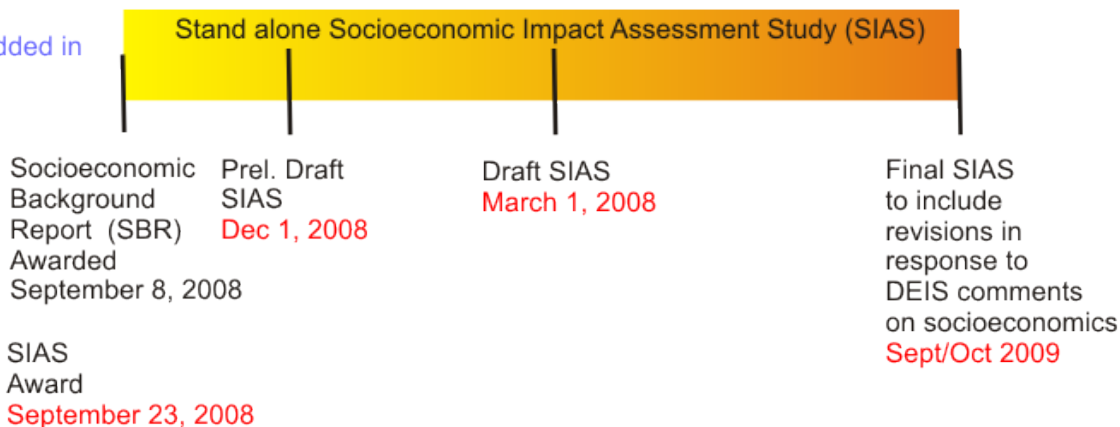 Stand alone Socioeconomic Impact Assessment Study (SIAS)
in
Socioeconomic
Background
Report (SBR)
Awarded
September 8, 2008
SIAS
Award
September 23, 2008
Prel. Draft
SIAS
Dec 1, 2008
Draft SIAS
March 1, 2008
Final SIAS
to include
revisions in
response to
DEIS comments
on socioeconomics
Sept/Oct 2009